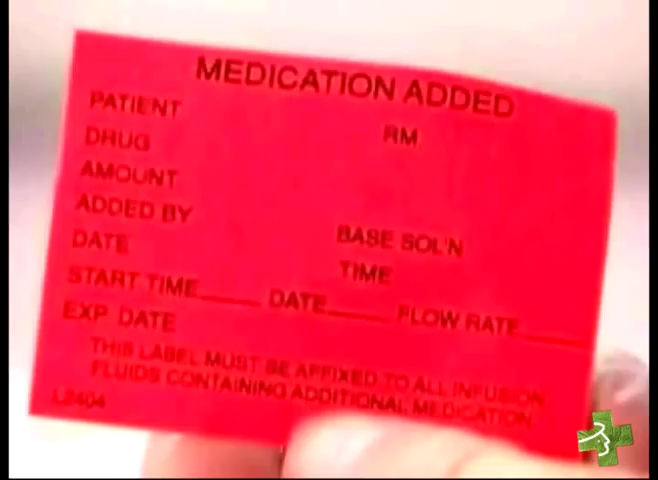 MEDICATION ADDED
PATIENT RM
DRUG
AMOUNT
ADDED BY BASE SOL'N
DATE TIME
START TIME_____ DATE_____ FLOW RATE_____
EXP DATE
THIS LABEL MUST BE AFFIXED TO ALL INFUSION
FLUIDS CONTAINING ADDITIONAL MEDICATION
L2404